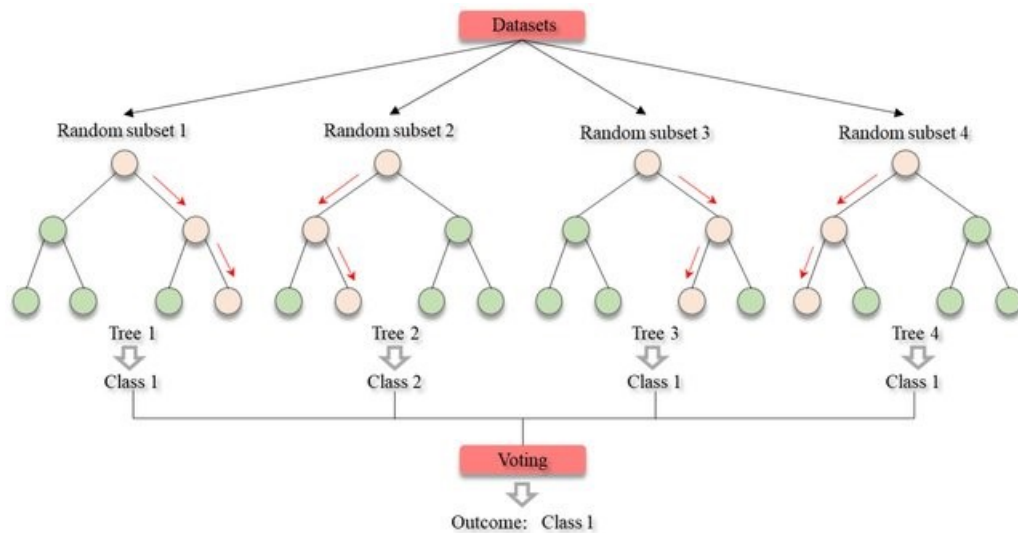 Datasets
Random subset 1
Random subset 2
Random subset 3
Random subset 4
Tree 1
Tree 2
Tree 3
Tree 4
Class 1
Class 2
Class 1
Class 1
Voting
Outcome: Class 1